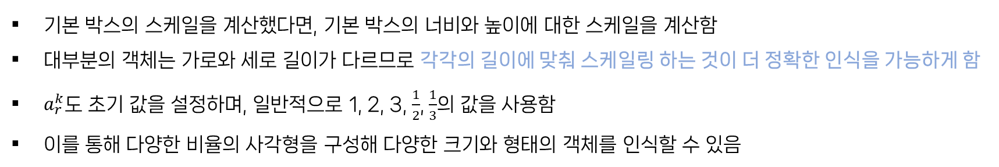 ▪ 기본 박스의 스케일을 계산했다면, 기본 박스의 너비와 높이에 대한 스케일을 계산함
▪ 대부분의 객체는 가로와 세로 길이가 다르므로 각각의 길이에 맞춰 스케일링 하는 것이 더 정확한 인식을 가능하게 함
▪ $a_r^k$도 초기 값을 설정하며, 일반적으로 1, 2, 3, $\frac{1}{2}$, $\frac{1}{3}$의 값을 사용함
▪ 이를 통해 다양한 비율의 사각형을 구성해 다양한 크기와 형태의 객체를 인식할 수 있음